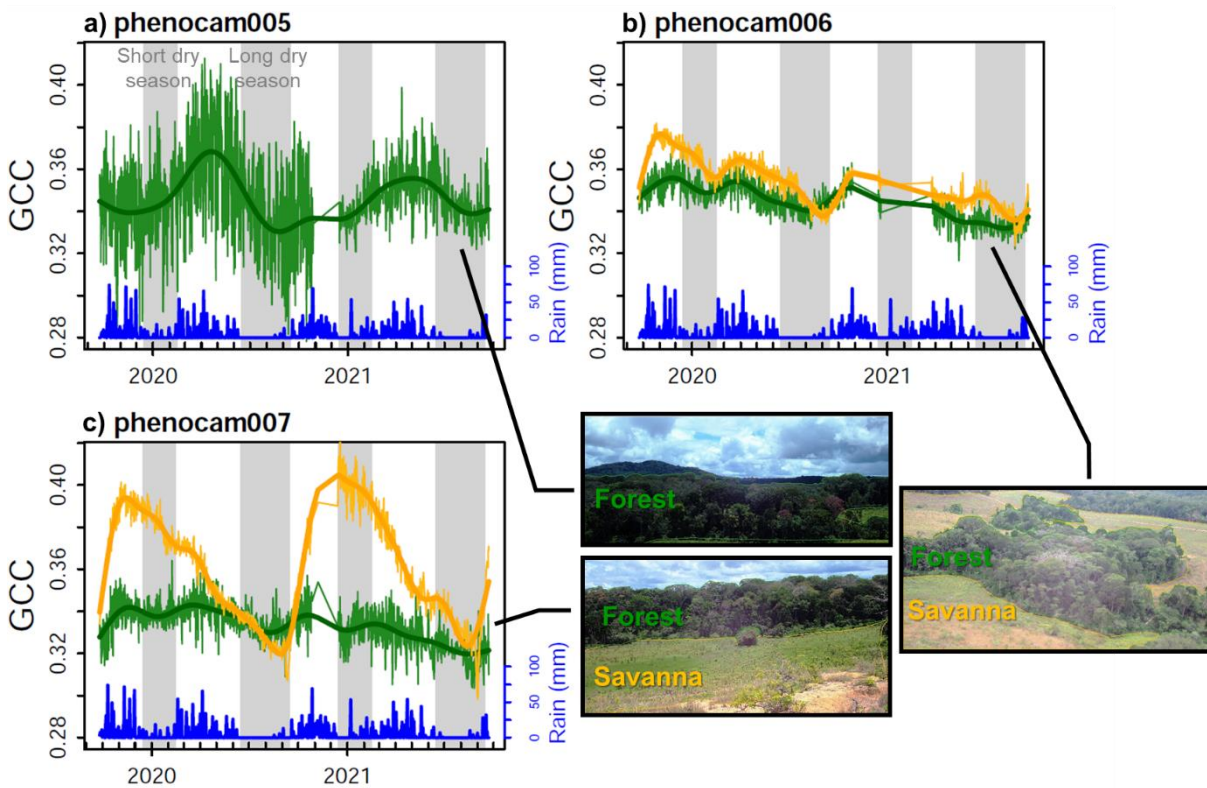 a) phenocam005
Short dry
season
Long dry
season
GCC
0.40
0.36
0.32
0.28
100
50
0
Rain (mm)
2020
2021
b) phenocam006
GCC
0.40
0.36
0.32
0.28
100
50
0
Rain (mm)
2020
2021
c) phenocam007
GCC
0.40
0.36
0.32
0.28
100
50
0
Rain (mm)
2020
2021
Forest
Forest
Savanna
Forest
Savanna